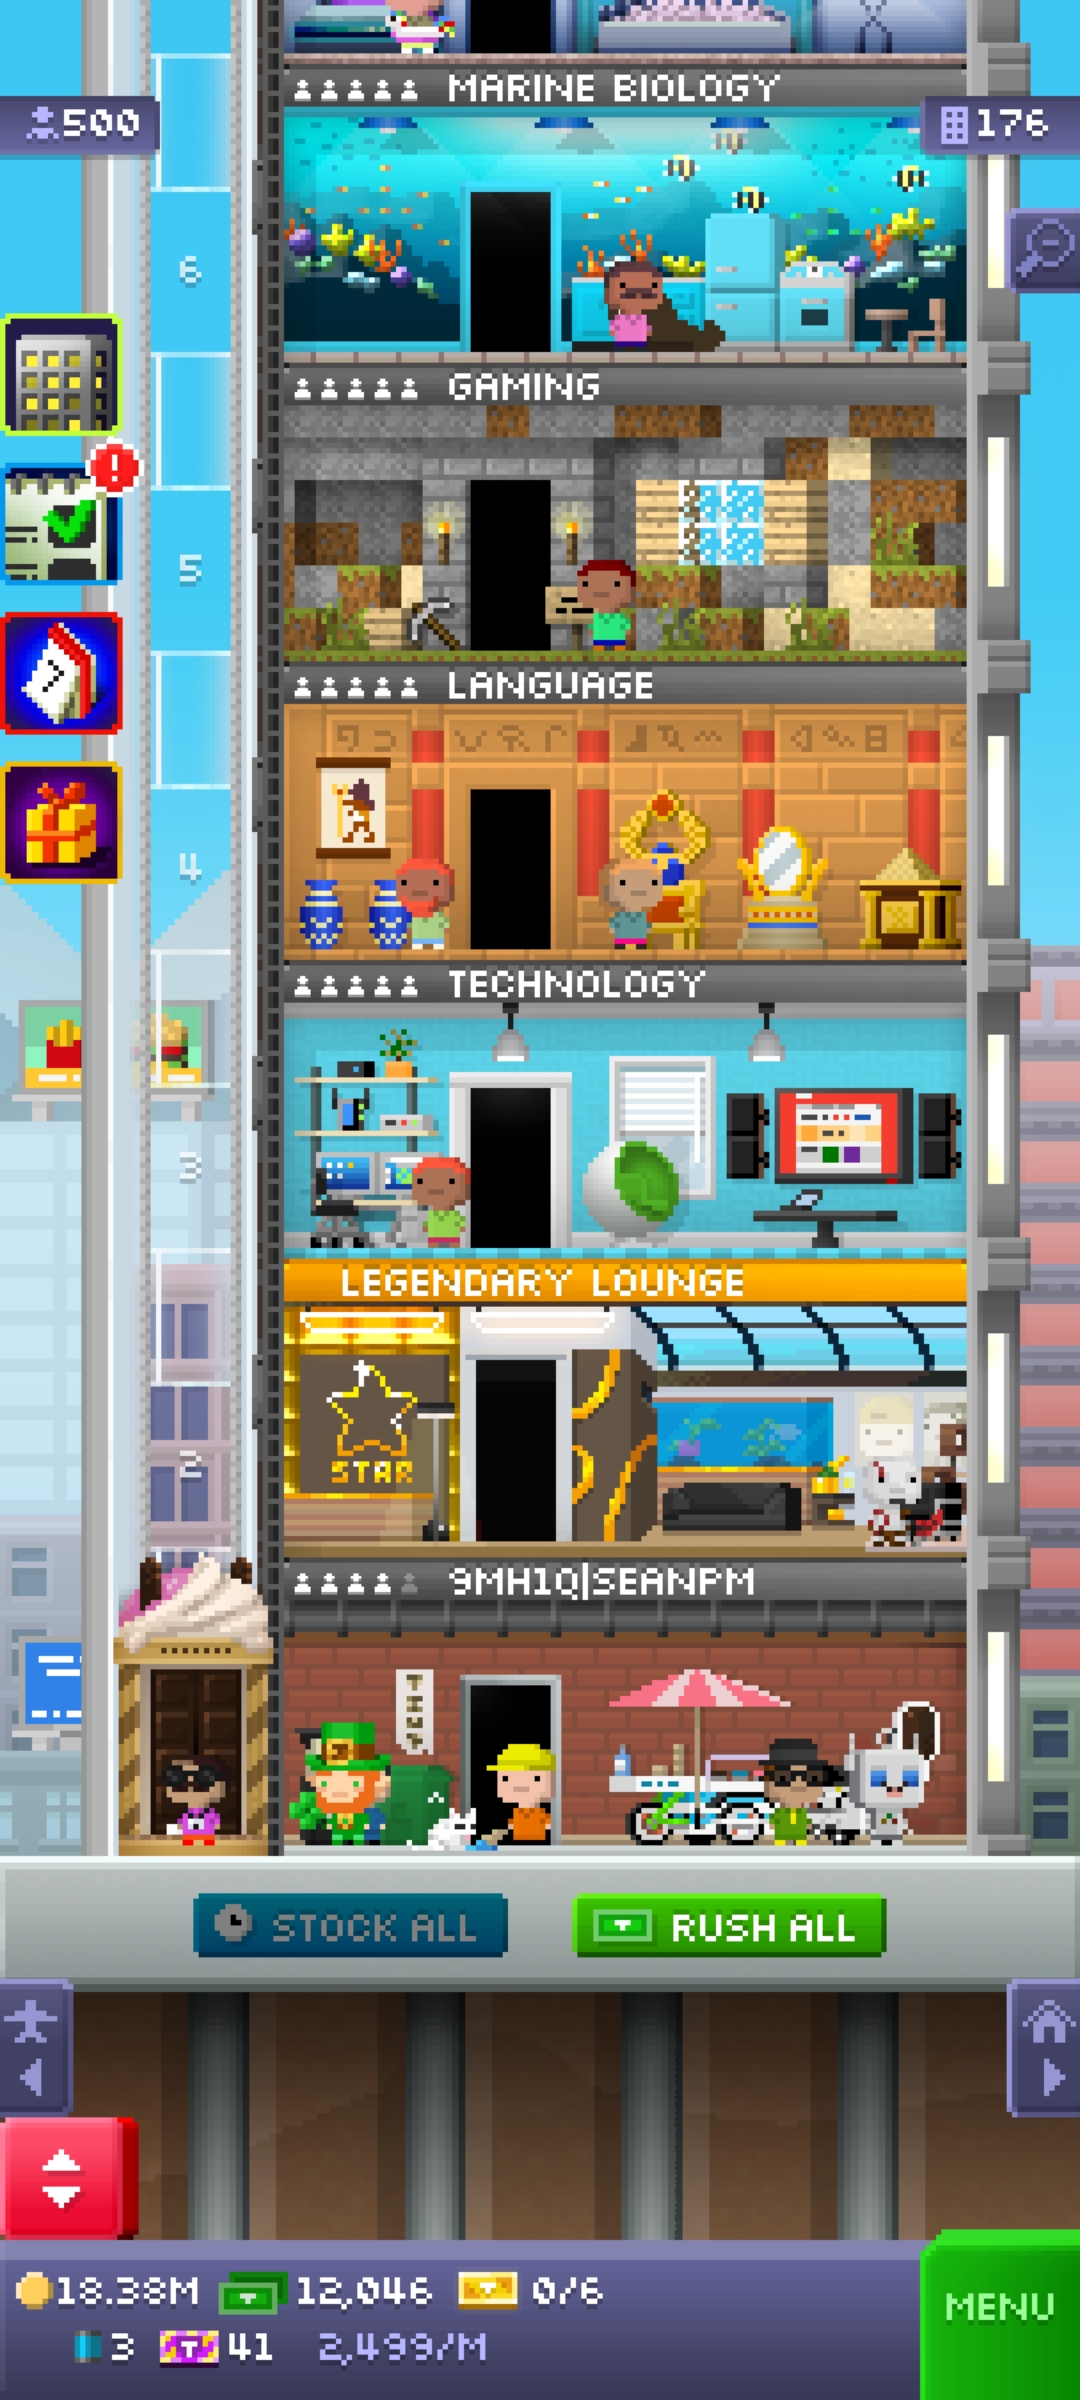 MARINE BIOLOGY
500
176
6
GAMING
5
LANGUAGE
4
TECHNOLOGY
3
LEGENDARY LOUNGE
STAR
2
9MH1Q|SEANPM
TINY
STOCK ALL
RUSH ALL
18.38M 12,046 0/6
MENU
3 41 2,499/M